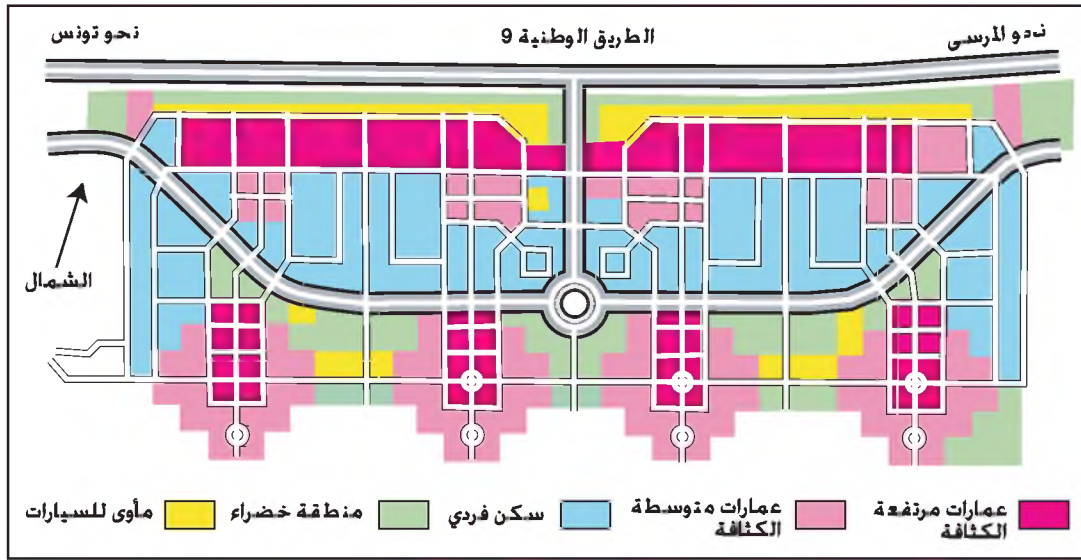 نحو المرسى
الطريق الوطنية 9
نحو تونس
الشمال
عمارات مرتفعة
الكثافة
عمارات متوسطة
الكثافة
سكن فردي
منطقة خضراء
مأوى للسيارات